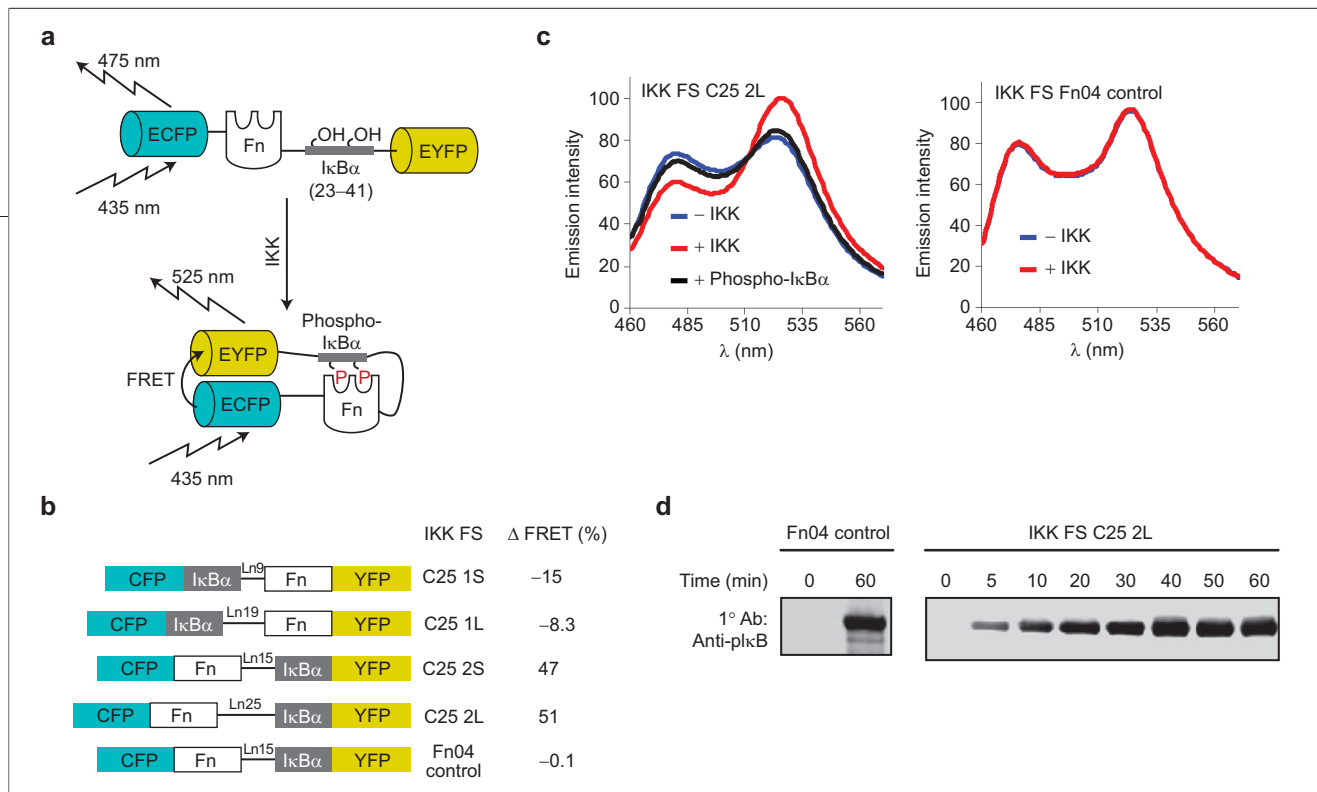 a
475 nm
ECFP
Fn
OH OH
IκBα
(23–41)
EYFP
435 nm
IKK
525 nm
Phospho-
IκBα
EYFP
P P
FRET
ECFP
Fn
435 nm
b
IKK FS Δ FRET (%)
CFP IκBα Ln9 Fn YFP C25 1S –15
CFP IκBα Ln19 Fn YFP C25 1L –8.3
CFP Fn Ln15 IκBα YFP C25 2S 47
CFP Fn Ln25 IκBα YFP C25 2L 51
CFP Fn Ln15 IκBα YFP Fn04 control –0.1
c
IKK FS C25 2L
Emission intensity
100
80
60
40
20
0
– IKK
+ IKK
+ Phospho-IκBα
460 485 510 535 560
λ (nm)
IKK FS Fn04 control
Emission intensity
100
80
60
40
20
0
– IKK
+ IKK
460 485 510 535 560
λ (nm)
d
Fn04 control IKK FS C25 2L
Time (min) 0 60 0 5 10 20 30 40 50 60
1° Ab:
Anti-pIκB